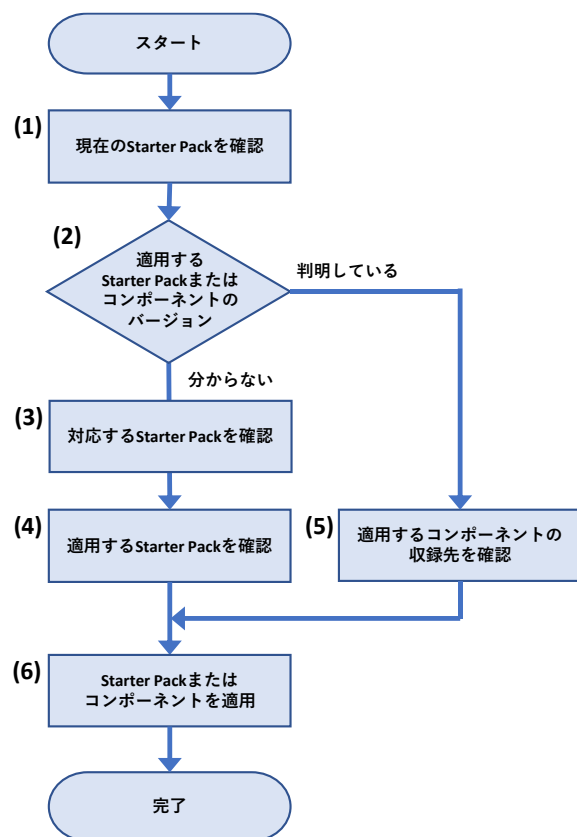 スタート
(1)
現在のStarter Packを確認
(2)
適用する
Starter Packまたは
コンポーネントの
バージョン
判明している
分からない
(3)
対応するStarter Packを確認
(4)
適用するStarter Packを確認
(5)
適用するコンポーネントの
収録先を確認
(6)
Starter Packまたは
コンポーネントを適用
完了